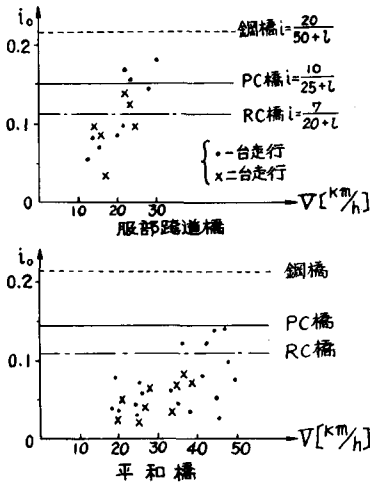 i₀
0.2
0.1
0
鋼橋 i = 20/(50+l)
PC橋 i = 10/(25+l)
RC橋 i = 7/(20+l)
• 一台走行
× 二台走行
10 20 30 V [km/h]
服部跨道橋
i₀
0.2
0.1
0
鋼橋
PC橋
RC橋
10 20 30 40 50 V [km/h]
平和橋